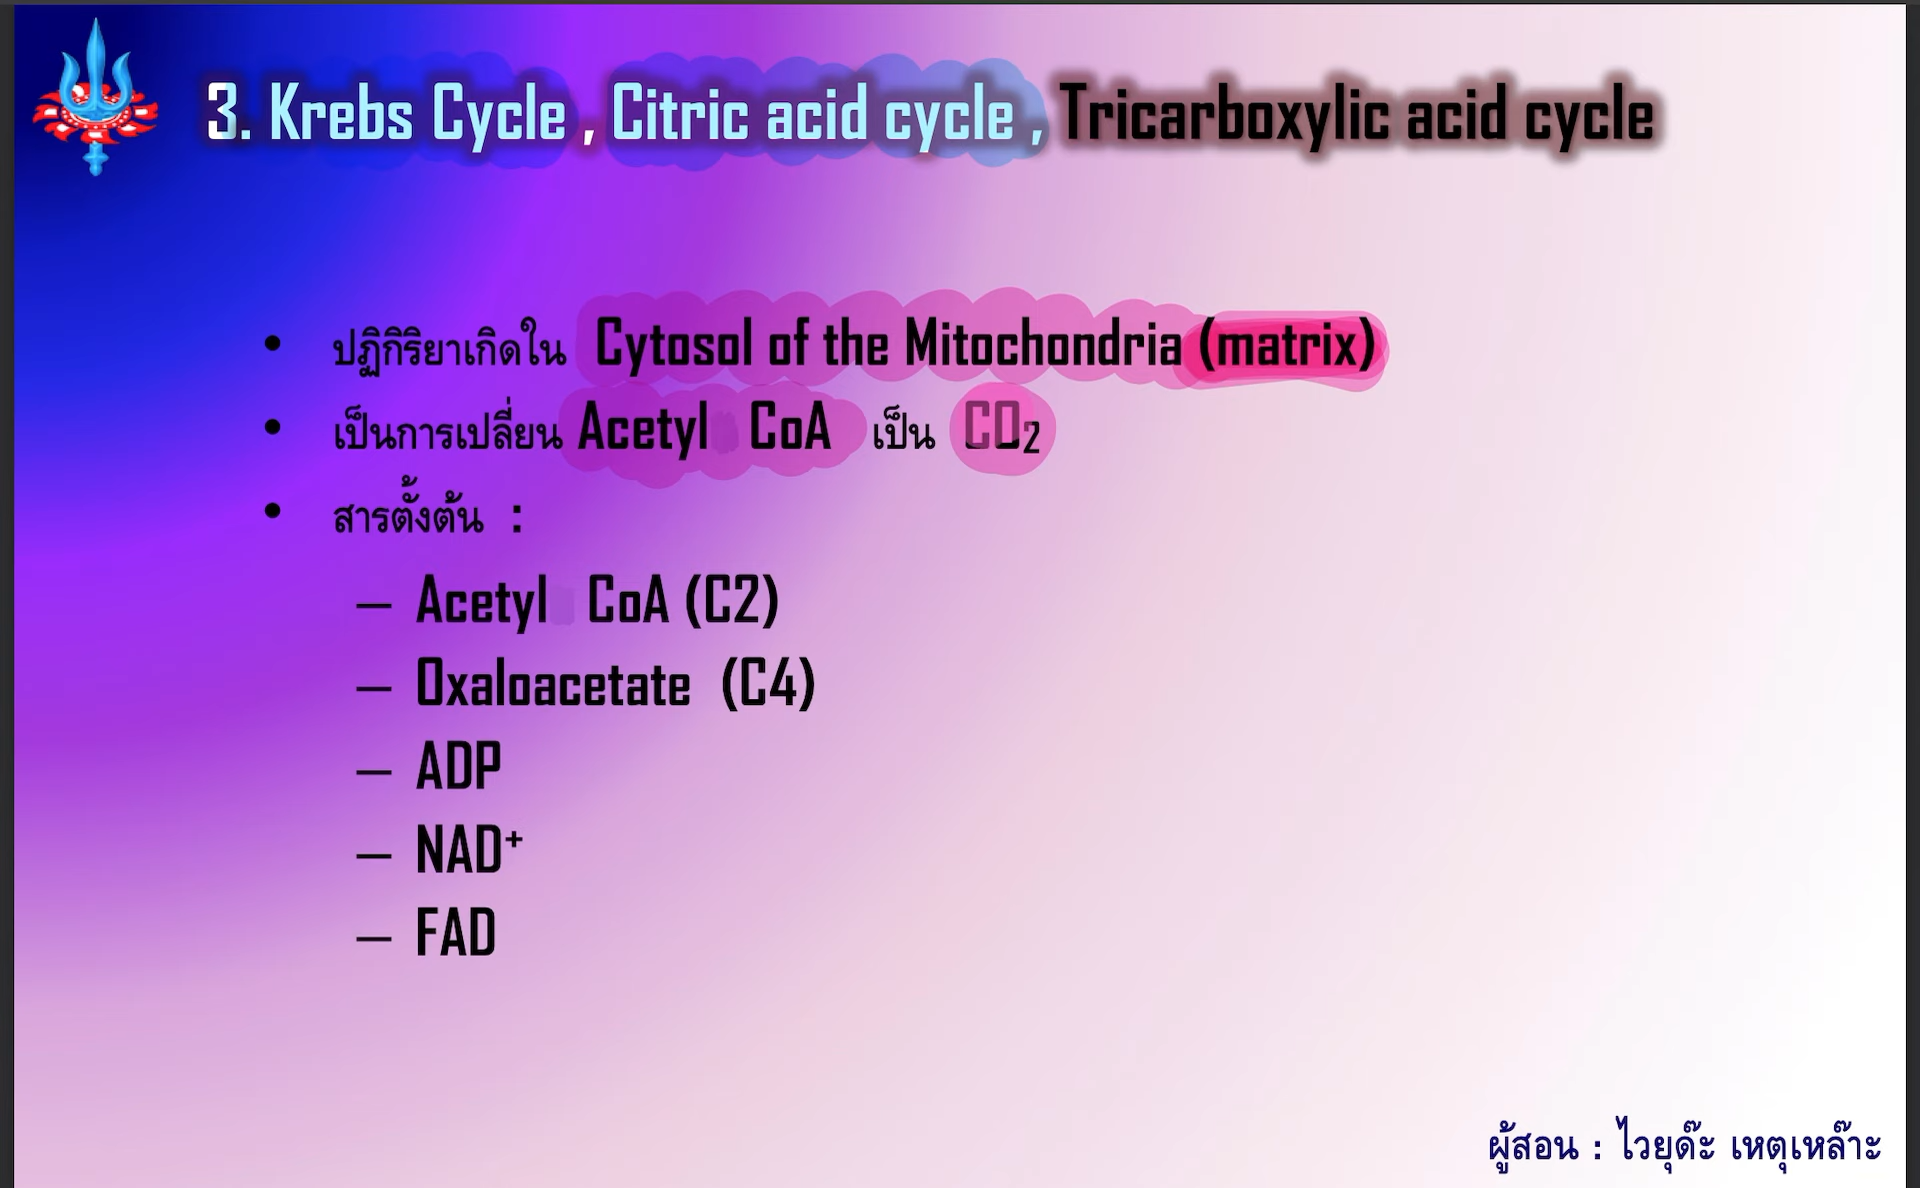 3. Krebs Cycle , Citric acid cycle , Tricarboxylic acid cycle
• ปฏิกิริยาเกิดใน Cytosol of the Mitochondria (matrix)
• เป็นการเปลี่ยน Acetyl CoA เป็น CO₂
• สารตั้งต้น :
– Acetyl CoA (C2)
– Oxaloacetate (C4)
– ADP
– NAD⁺
– FAD
ผู้สอน : ไวยุด๊ะ เหตุเหล๊าะ